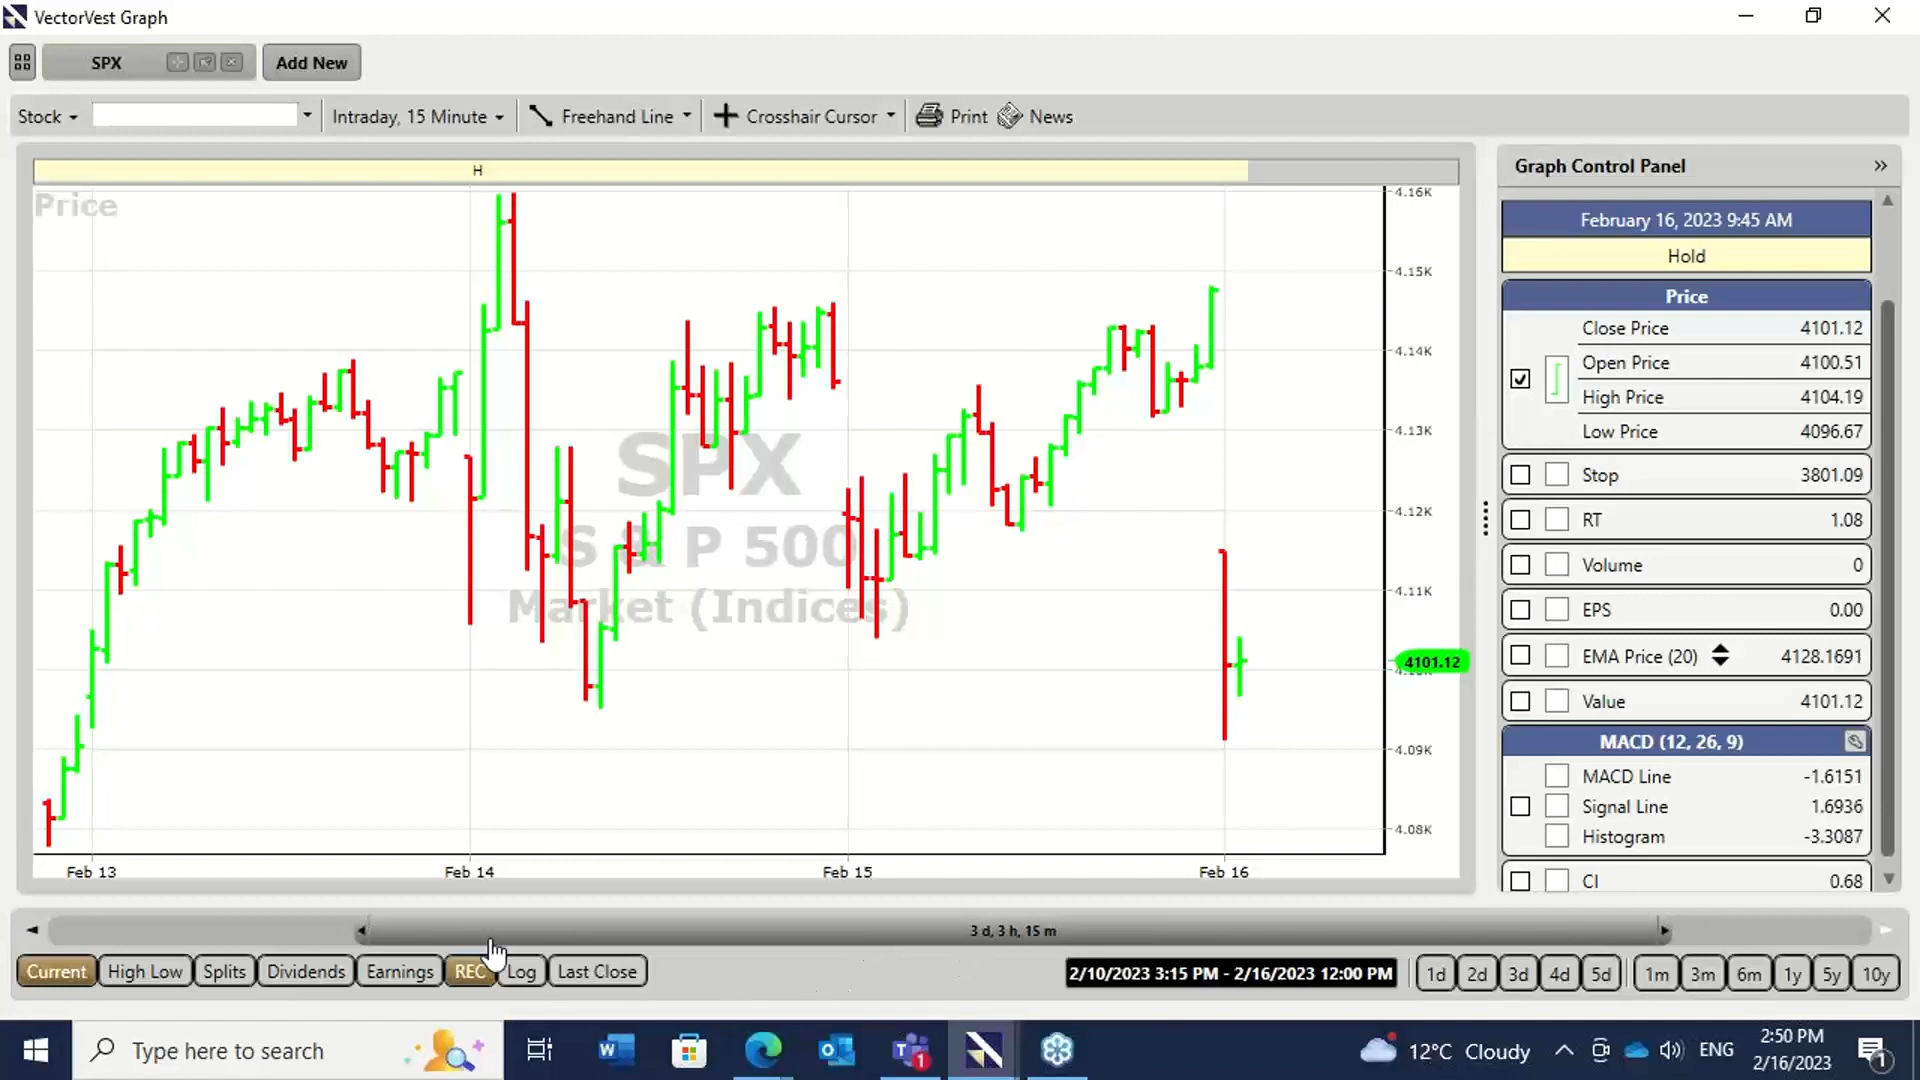 VectorVest Graph
SPX
Add New
Stock
Intraday, 15 Minute
Freehand Line
Crosshair Cursor
Print
News
H
Price
SPX
S & P 500
Market (Indices)
4.16K
4.15K
4.14K
4.13K
4.12K
4.11K
4101.12
4.09K
4.08K
Feb 13
Feb 14
Feb 15
Feb 16
Graph Control Panel
February 16, 2023 9:45 AM
Hold
Price
Close Price 4101.12
Open Price 4100.51
High Price 4104.19
Low Price 4096.67
Stop 3801.09
RT 1.08
Volume 0
EPS 0.00
EMA Price (20) 4128.1691
Value 4101.12
MACD (12, 26, 9)
MACD Line -1.6151
Signal Line 1.6936
Histogram -3.3087
CI 0.68
3 d, 3 h, 15 m
Current
High Low
Splits
Dividends
Earnings
REC
Log
Last Close
2/10/2023 3:15 PM - 2/16/2023 12:00 PM
1d
2d
3d
4d
5d
1m
3m
6m
1y
5y
10y
Type here to search
12°C Cloudy
ENG
2:50 PM
2/16/2023